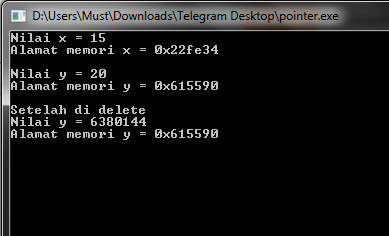 D:\Users\Must\Downloads\Telegram Desktop\pointer.exe
Nilai x = 15
Alamat memori x = 0x22fe34
Nilai y = 20
Alamat memori y = 0x615590
Setelah di delete
Nilai y = 6380144
Alamat memori y = 0x615590